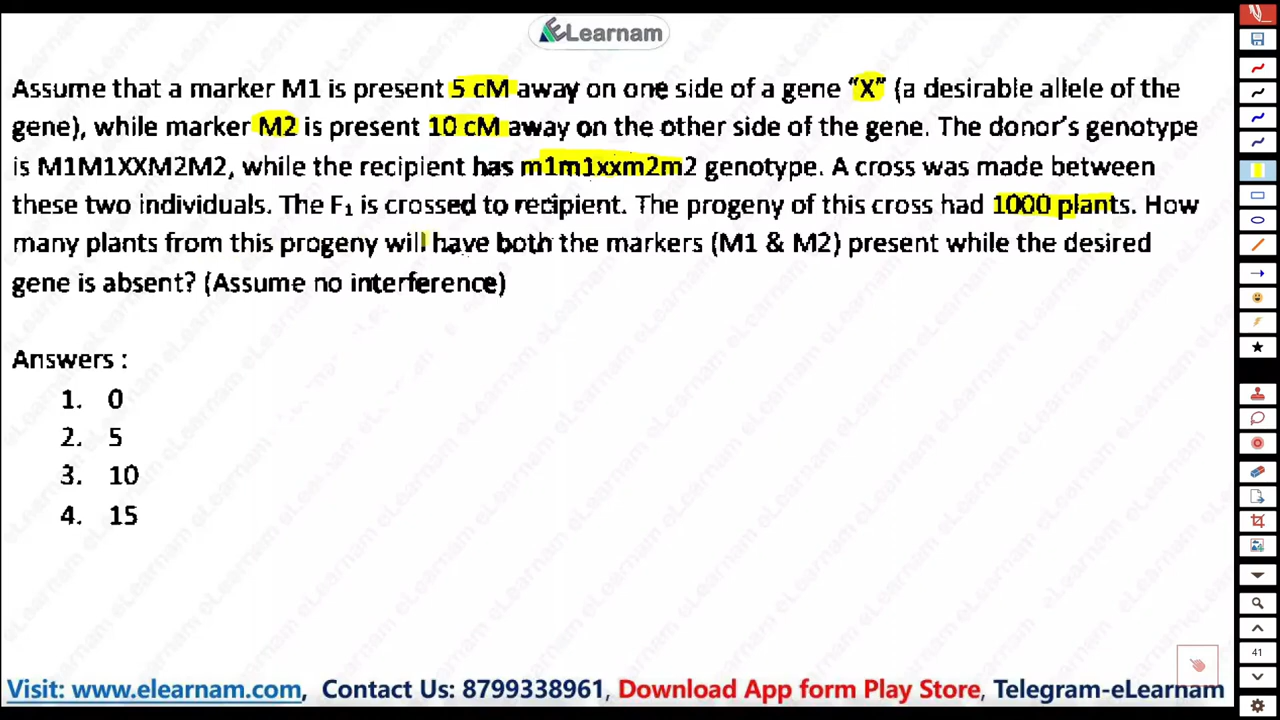 eLearnam
Assume that a marker M1 is present 5 cM away on one side of a gene “X” (a desirable allele of the
gene), while marker M2 is present 10 cM away on the other side of the gene. The donor’s genotype
is M1M1XXM2M2, while the recipient has m1m1xxm2m2 genotype. A cross was made between
these two individuals. The F₁ is crossed to recipient. The progeny of this cross had 1000 plants. How
many plants from this progeny will have both the markers (M1 & M2) present while the desired
gene is absent? (Assume no interference)
Answers :
1. 0
2. 5
3. 10
4. 15
41
Visit: www.elearnam.com, Contact Us: 8799338961, Download App form Play Store, Telegram-eLearnam